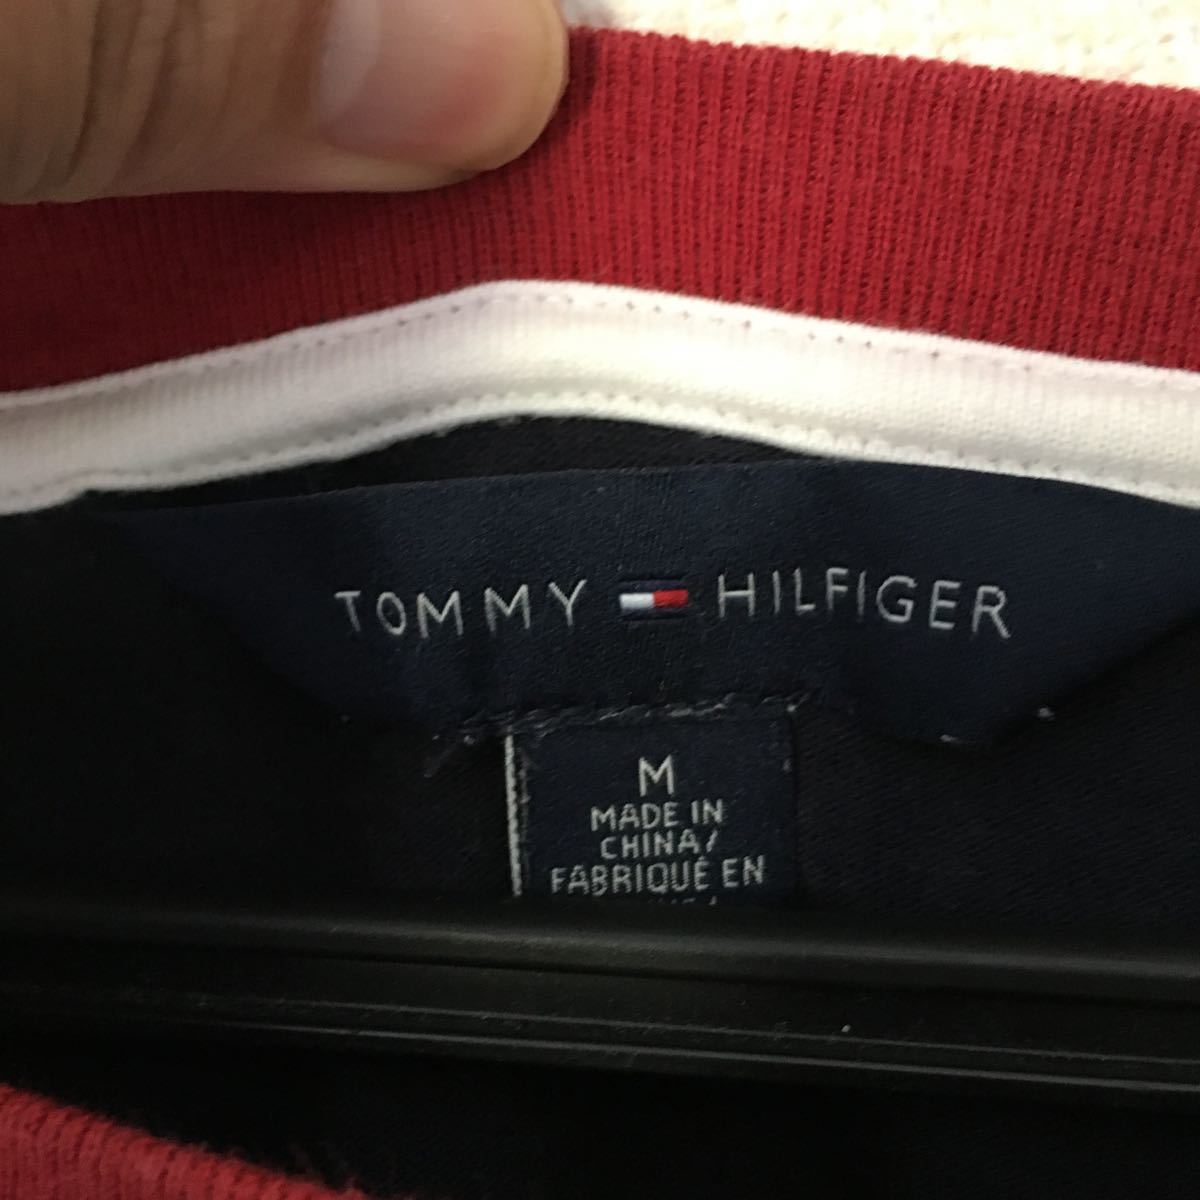 TOMMY HILFIGER
M
MADE IN
CHINA/
FABRIQUÉ EN